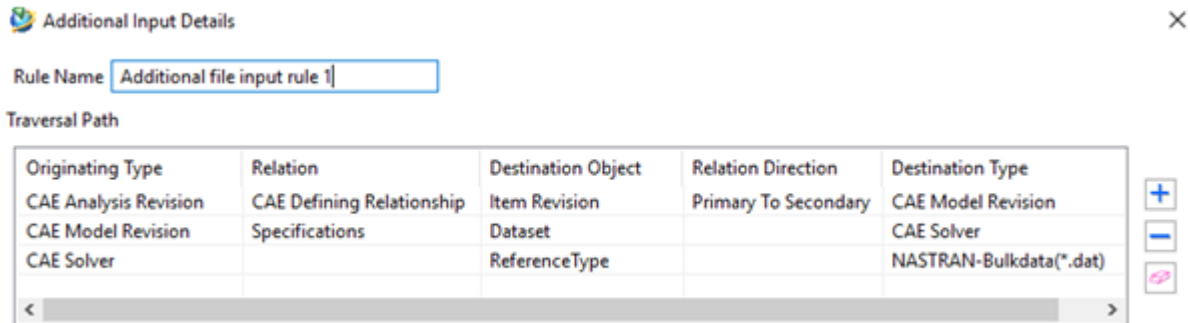 Additional Input Details
Rule Name Additional file input rule 1
Traversal Path
Originating Type Relation Destination Object Relation Direction Destination Type
CAE Analysis Revision CAE Defining Relationship Item Revision Primary To Secondary CAE Model Revision
CAE Model Revision Specifications Dataset CAE Solver
CAE Solver ReferenceType NASTRAN-Bulkdata(*.dat)